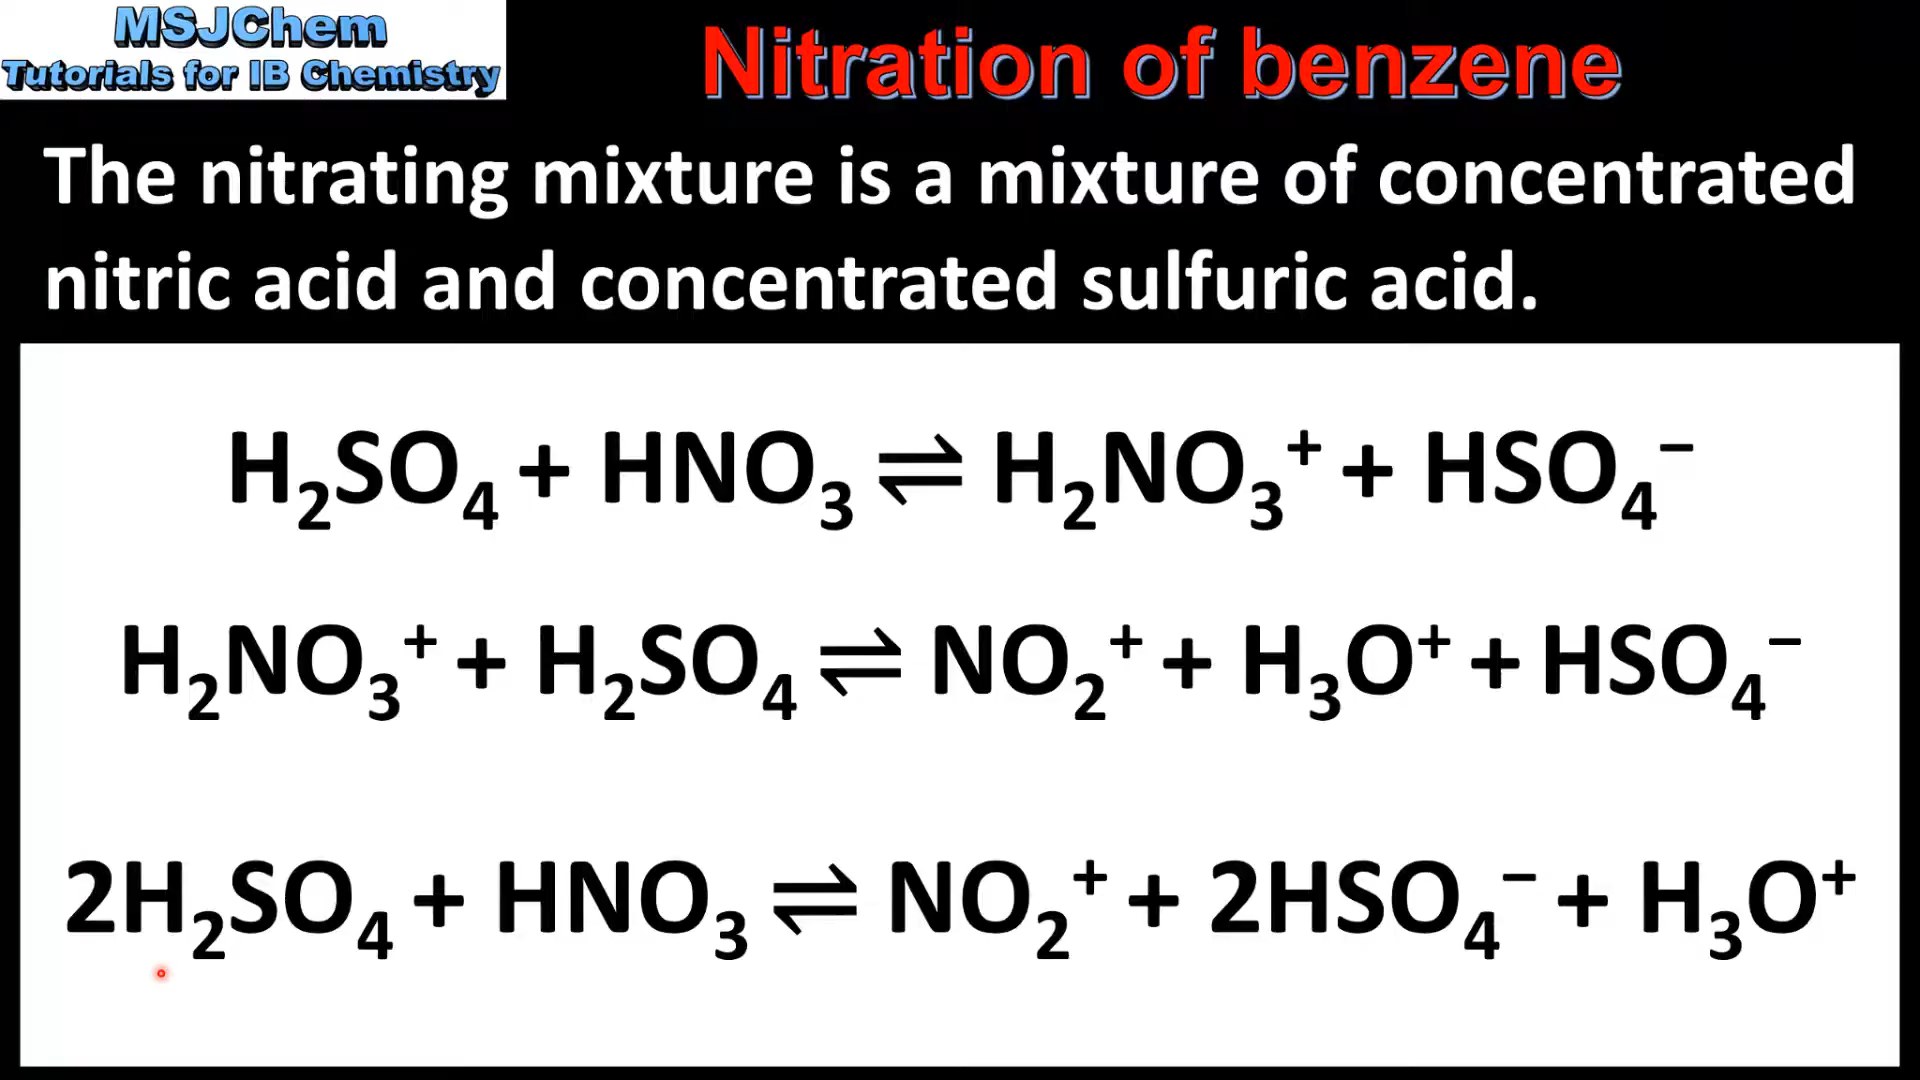 MSJChem
Tutorials for IB Chemistry
Nitration of benzene
The nitrating mixture is a mixture of concentrated
nitric acid and concentrated sulfuric acid.
H₂SO₄ + HNO₃ ⇌ H₂NO₃⁺ + HSO₄⁻
H₂NO₃⁺ + H₂SO₄ ⇌ NO₂⁺ + H₃O⁺ + HSO₄⁻
2H₂SO₄ + HNO₃ ⇌ NO₂⁺ + 2HSO₄⁻ + H₃O⁺